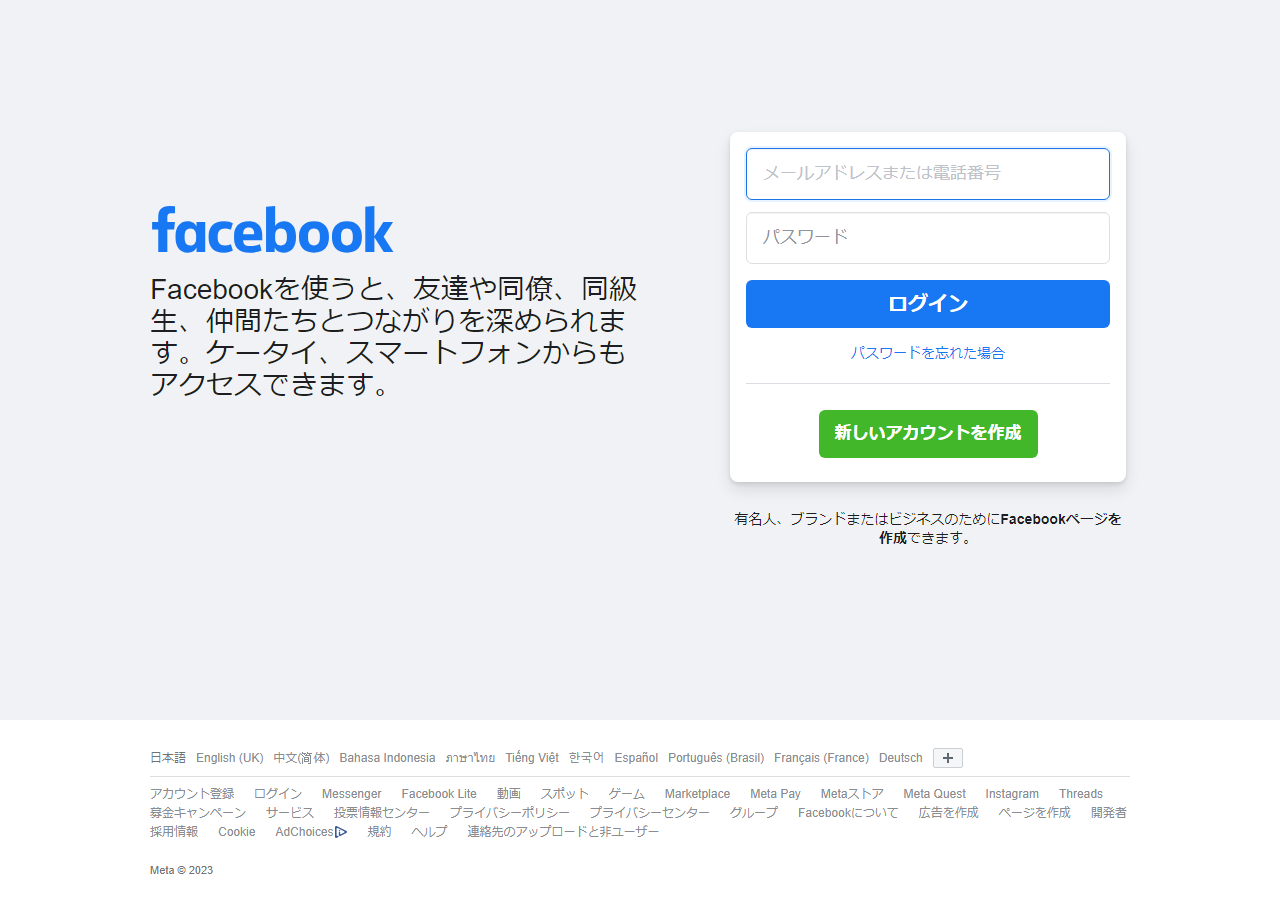 facebook
Facebookを使うと、友達や同僚、同級
生、仲間たちとつながりを深められま
す。ケータイ、スマートフォンからも
アクセスできます。
メールアドレスまたは電話番号
パスワード
ログイン
パスワードを忘れた場合
新しいアカウントを作成
有名人、ブランドまたはビジネスのためにFacebookページを
作成できます。
日本語 English (UK) 中文(简体) Bahasa Indonesia ภาษาไทย Tiếng Việt 한국어 Español Português (Brasil) Français (France) Deutsch
アカウント登録 ログイン Messenger Facebook Lite 動画 スポット ゲーム Marketplace Meta Pay Metaストア Meta Quest Instagram Threads
募金キャンペーン サービス 投票情報センター プライバシーポリシー プライバシーセンター グループ Facebookについて 広告を作成 ページを作成 開発者
採用情報 Cookie AdChoices 規約 ヘルプ 連絡先のアップロードと非ユーザー
Meta © 2023